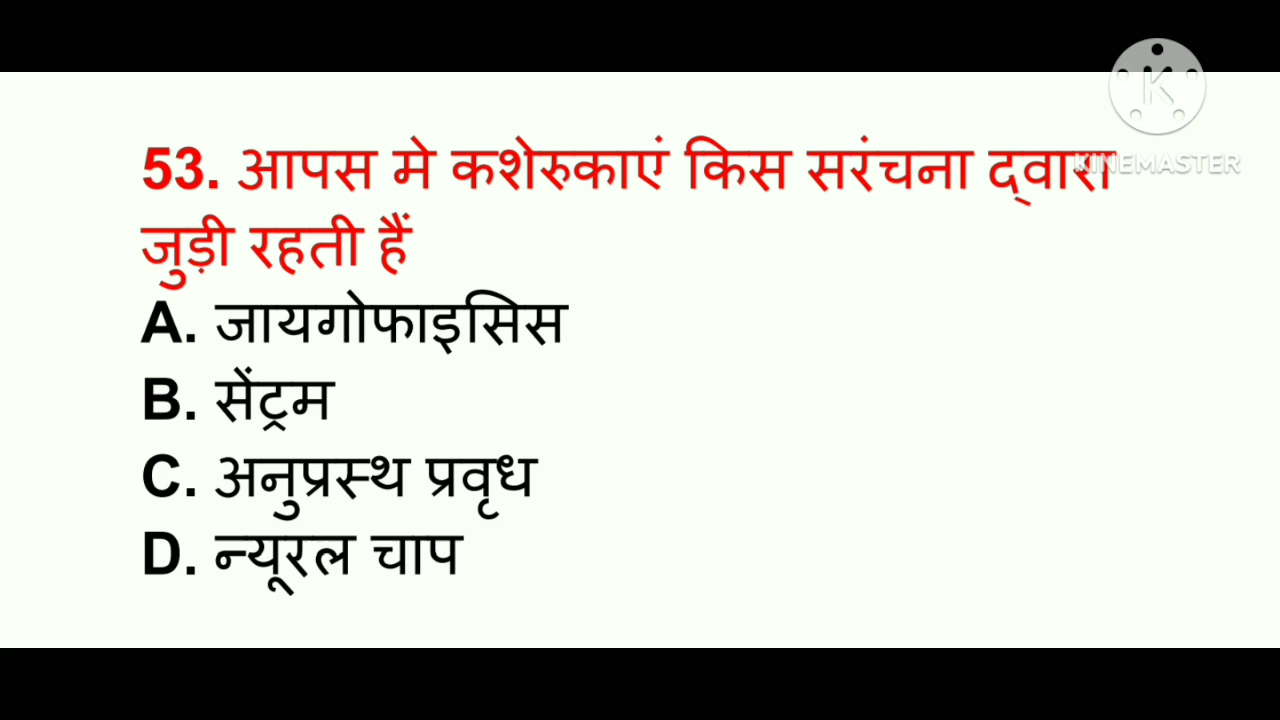 53. आपस मे कशेरुकाएं किस सरंचना द्वारा
जुड़ी रहती हैं
A. जायगोफाइसिस
B. सेंट्रम
C. अनुप्रस्थ प्रवृध
D. न्यूरल चाप
K
KINEMASTER